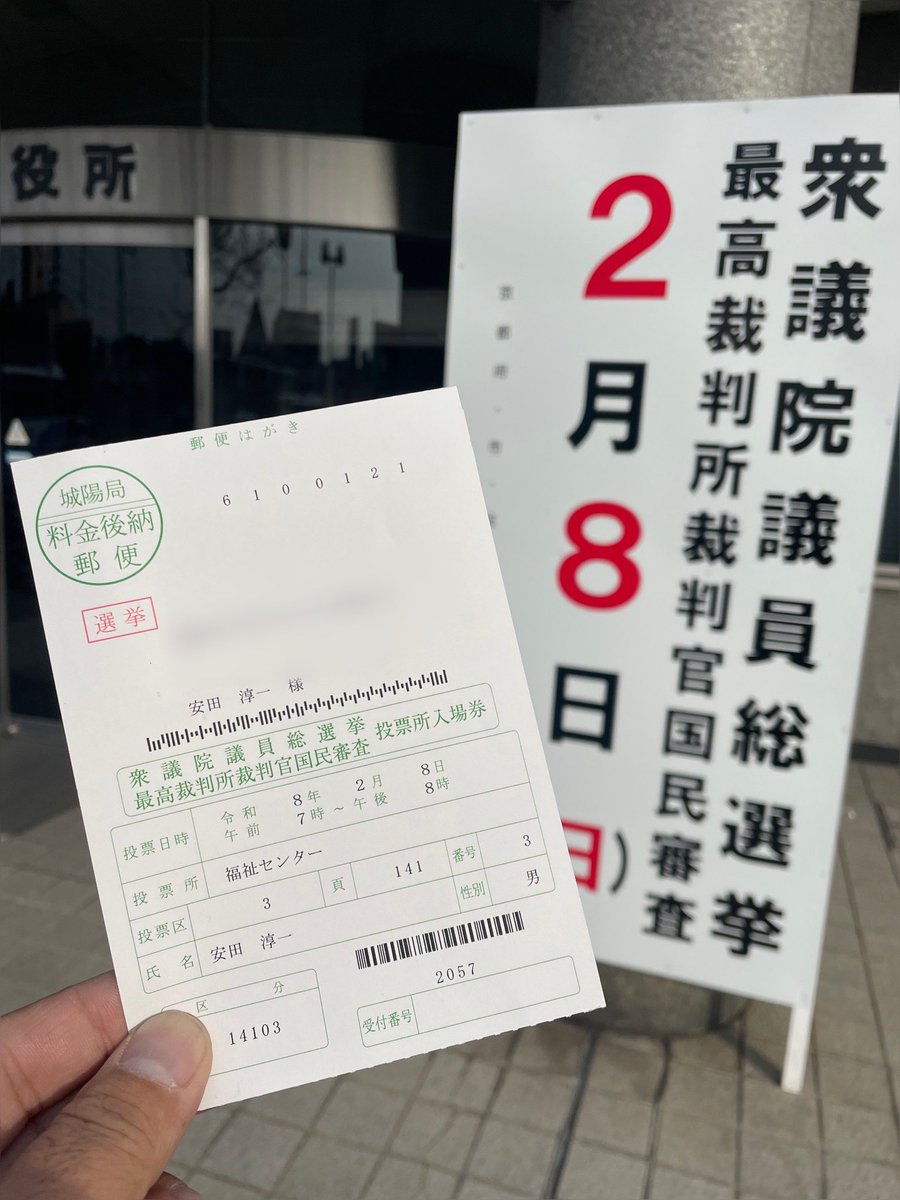 役所
衆議院議員総選挙
最高裁判所裁判官国民審査
2月8日
日)
郵便はがき
城陽局
料金後納
郵便
6100121
選挙
安田 淳一 様
衆議院議員総選挙
最高裁判所裁判官国民審査
投票所入場券
投票日時
令和 8年 2月 8日
午前 7時~午後 8時
投票所 福祉センター
投票区 3 頁 141 番号 3
氏名 安田 淳一 性別 男
2057
区分
14103
受付番号